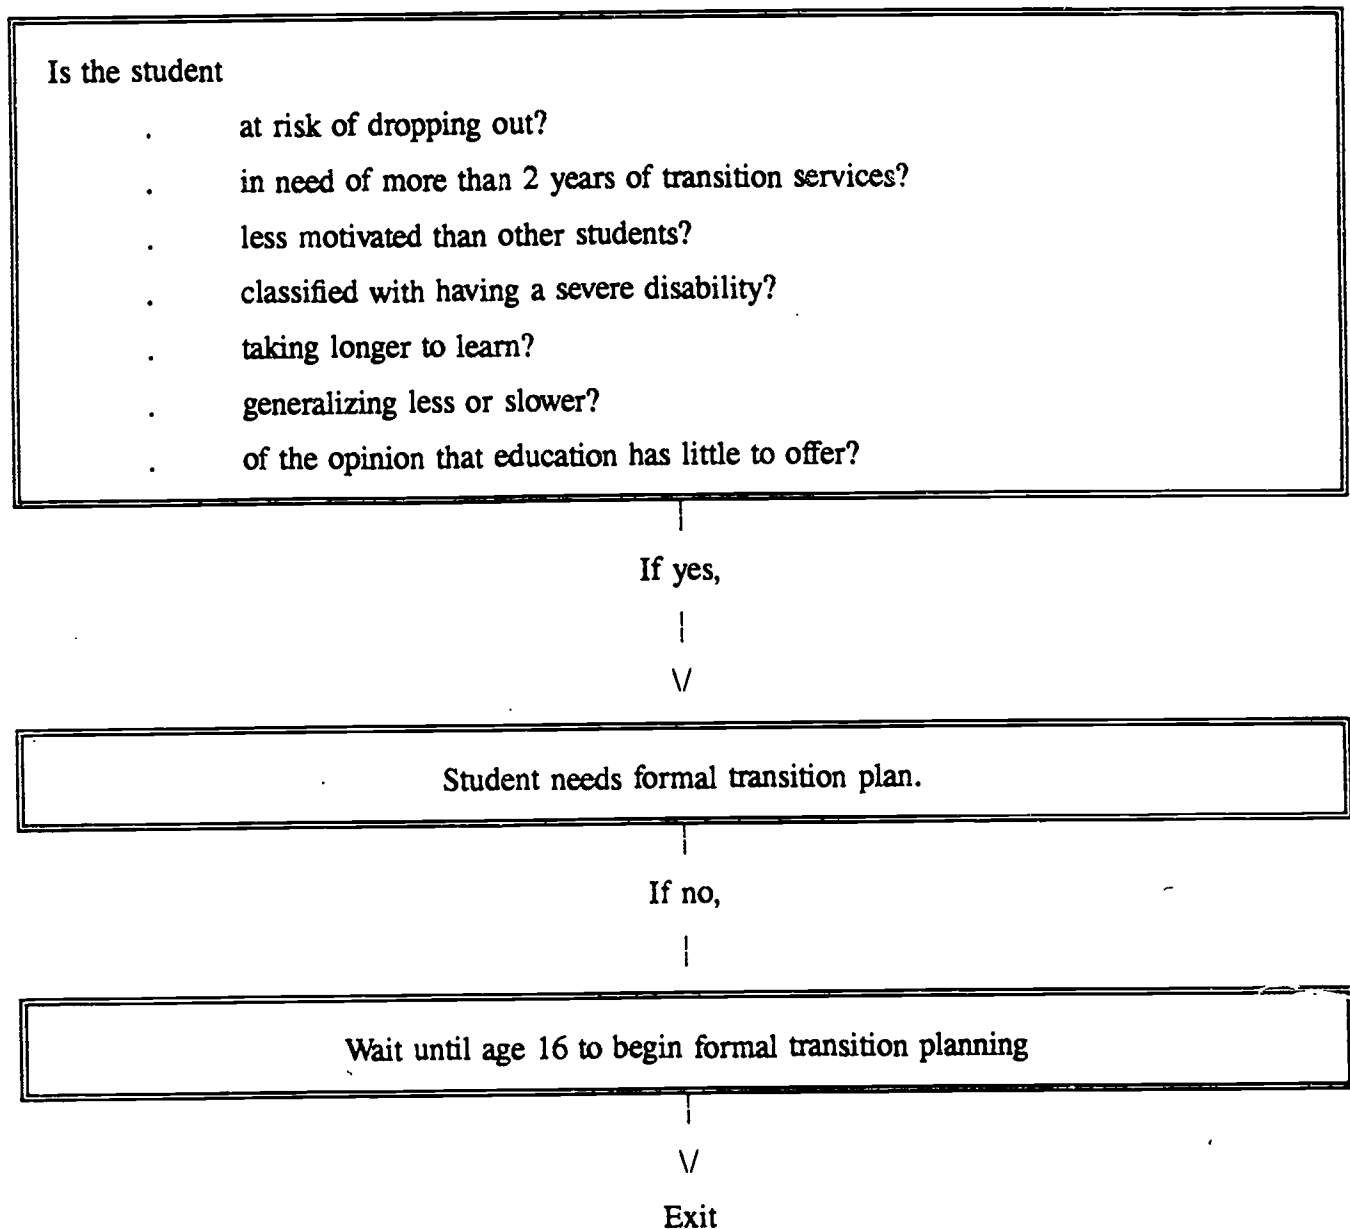 Is the student
. at risk of dropping out?
. in need of more than 2 years of transition services?
. less motivated than other students?
. classified with having a severe disability?
. taking longer to learn?
. generalizing less or slower?
. of the opinion that education has little to offer?
If yes,
Student needs formal transition plan.
If no,
Wait until age 16 to begin formal transition planning
Exit